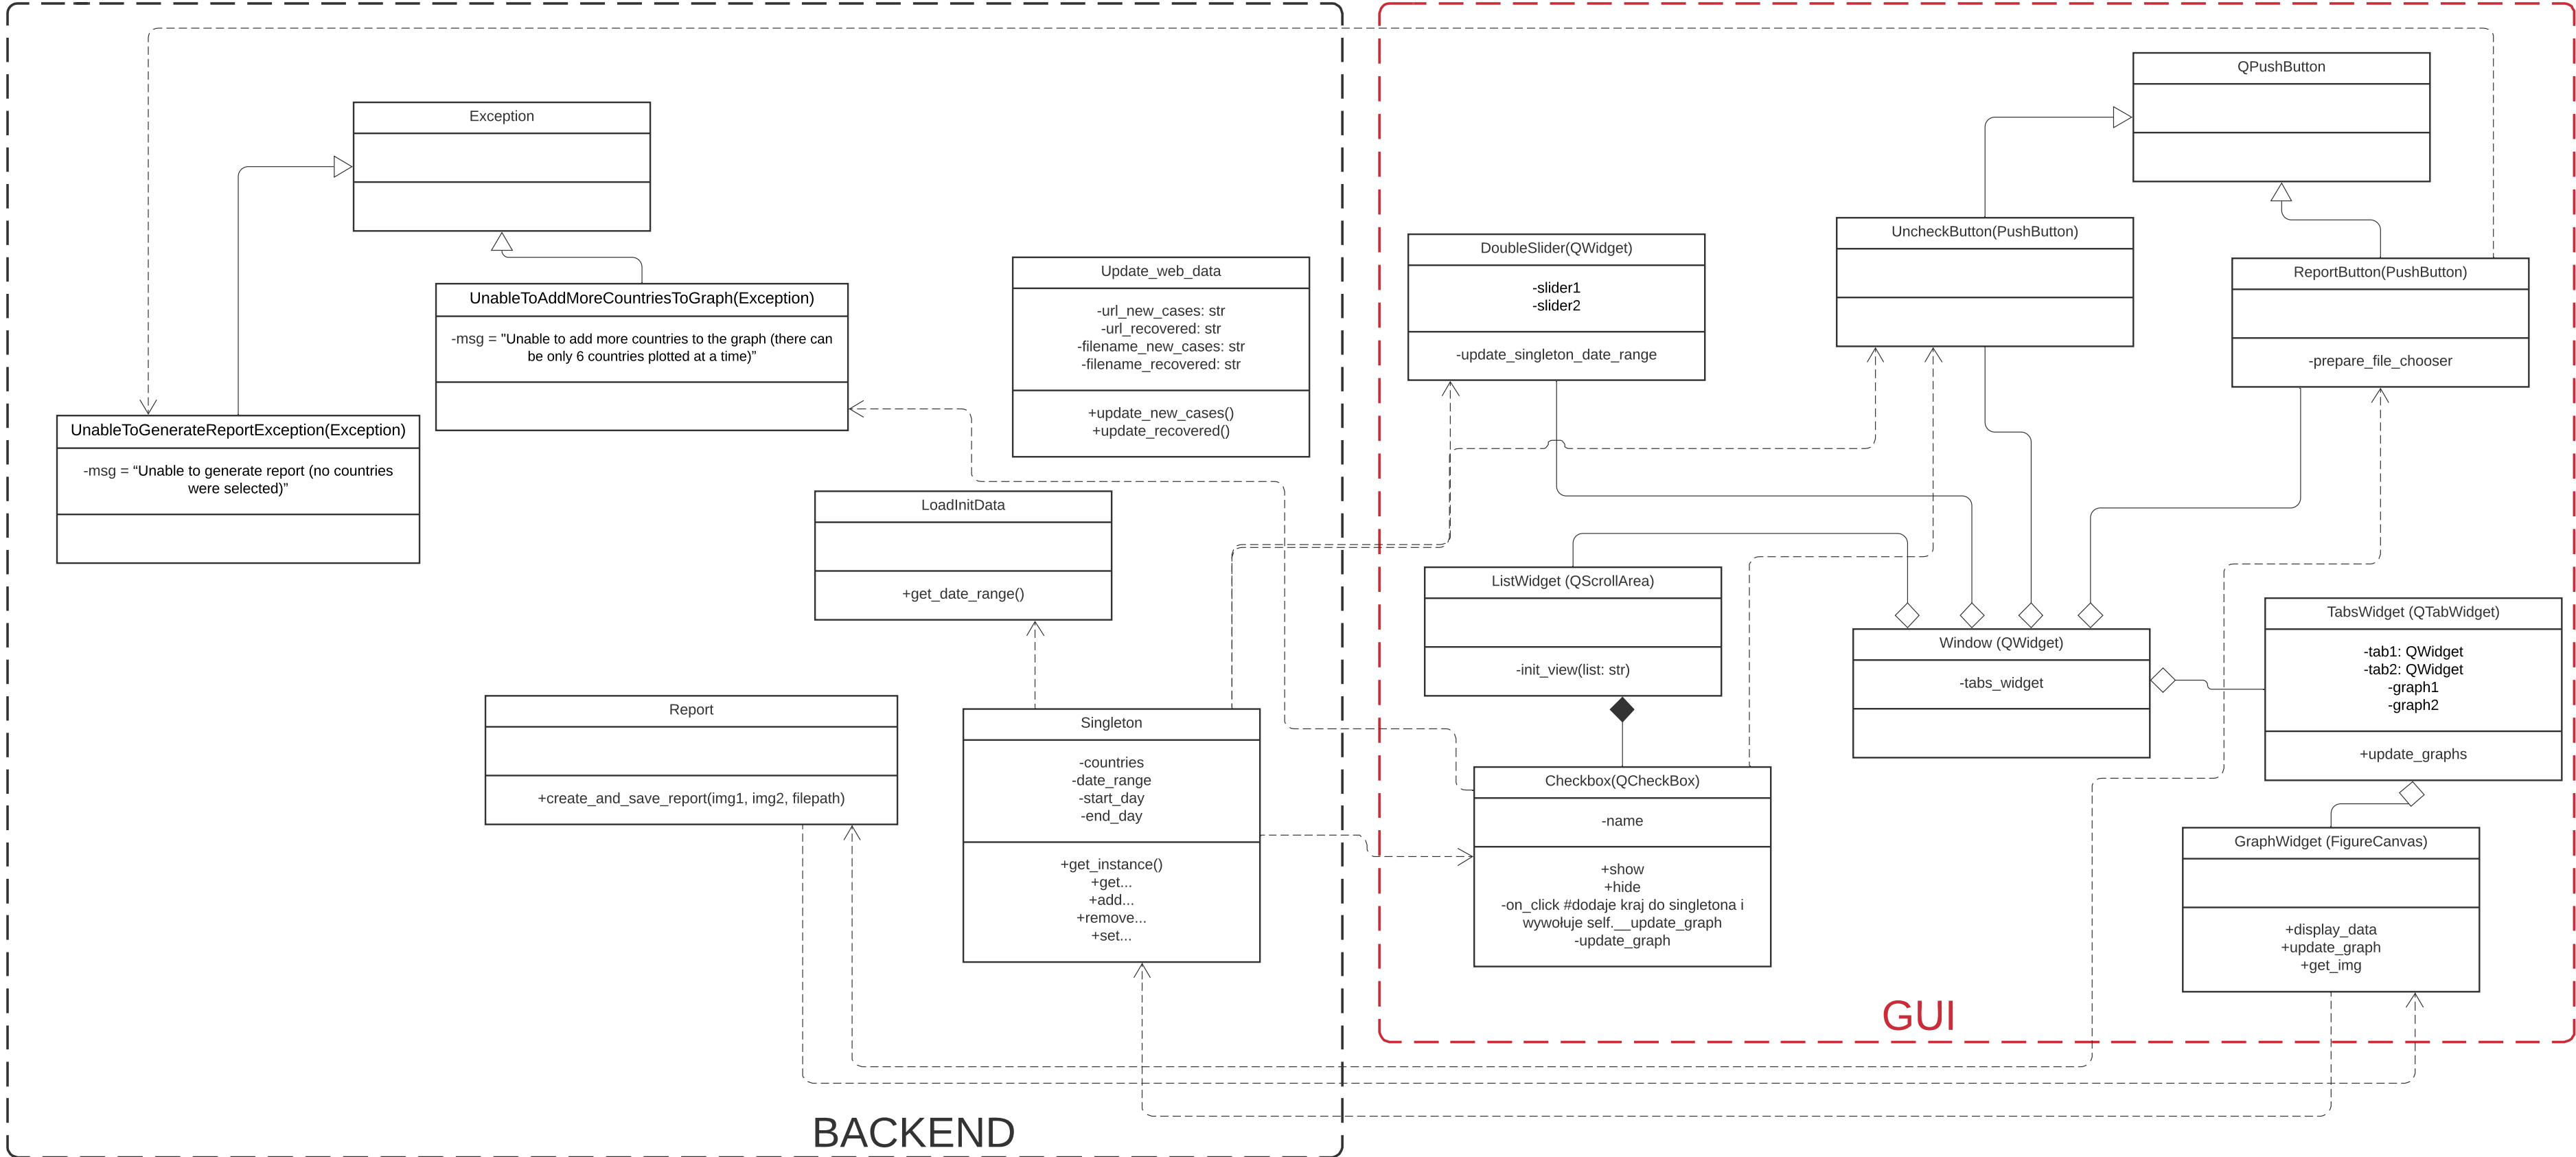 Exception
UnableToAddMoreCountriesToGraph(Exception)
-msg = "Unable to add more countries to the graph (there can
be only 6 countries plotted at a time)”
UnableToGenerateReportException(Exception)
-msg = “Unable to generate report (no countries
were selected)”
Update_web_data
-url_new_cases: str
-url_recovered: str
-filename_new_cases: str
-filename_recovered: str
+update_new_cases()
+update_recovered()
LoadInitData
+get_date_range()
Report
+create_and_save_report(img1, img2, filepath)
Singleton
-countries
-date_range
-start_day
-end_day
+get_instance()
+get...
+add...
+remove...
+set...
BACKEND
QPushButton
DoubleSlider(QWidget)
-slider1
-slider2
-update_singleton_date_range
UncheckButton(PushButton)
ReportButton(PushButton)
-prepare_file_chooser
ListWidget (QScrollArea)
-init_view(list: str)
Window (QWidget)
-tabs_widget
TabsWidget (QTabWidget)
-tab1: QWidget
-tab2: QWidget
-graph1
-graph2
+update_graphs
Checkbox(QCheckBox)
-name
+show
+hide
-on_click #dodaje kraj do singletona i
wywołuje self.__update_graph
-update_graph
GraphWidget (FigureCanvas)
+display_data
+update_graph
+get_img
GUI